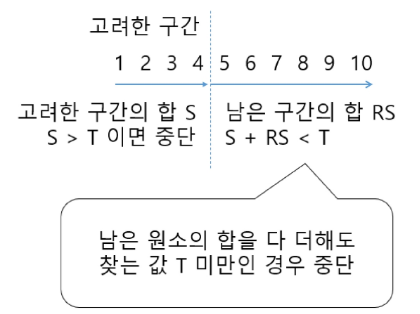 고려한 구간
1 2 3 4 5 6 7 8 9 10
고려한 구간의 합 S
S > T 이면 중단
남은 구간의 합 RS
S + RS < T
남은 원소의 합을 다 더해도
찾는 값 T 미만인 경우 중단